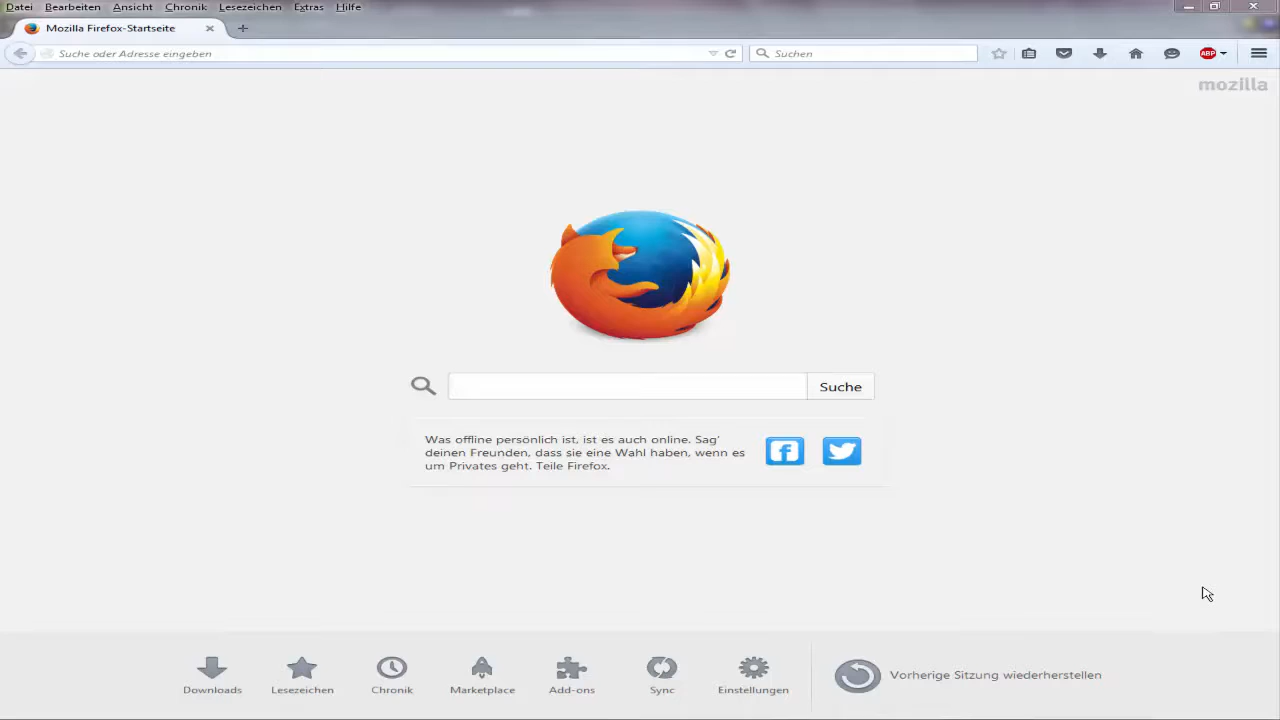 Datei Bearbeiten Ansicht Chronik Lesezeichen Extras Hilfe
Mozilla Firefox-Startseite
Suche oder Adresse eingeben
Suchen
ABP
mozilla
Suche
Was offline persönlich ist, ist es auch online. Sag'
deinen Freunden, dass sie eine Wahl haben, wenn es
um Privates geht. Teile Firefox.
Downloads Lesezeichen Chronik Marketplace Add-ons Sync Einstellungen Vorherige Sitzung wiederherstellen